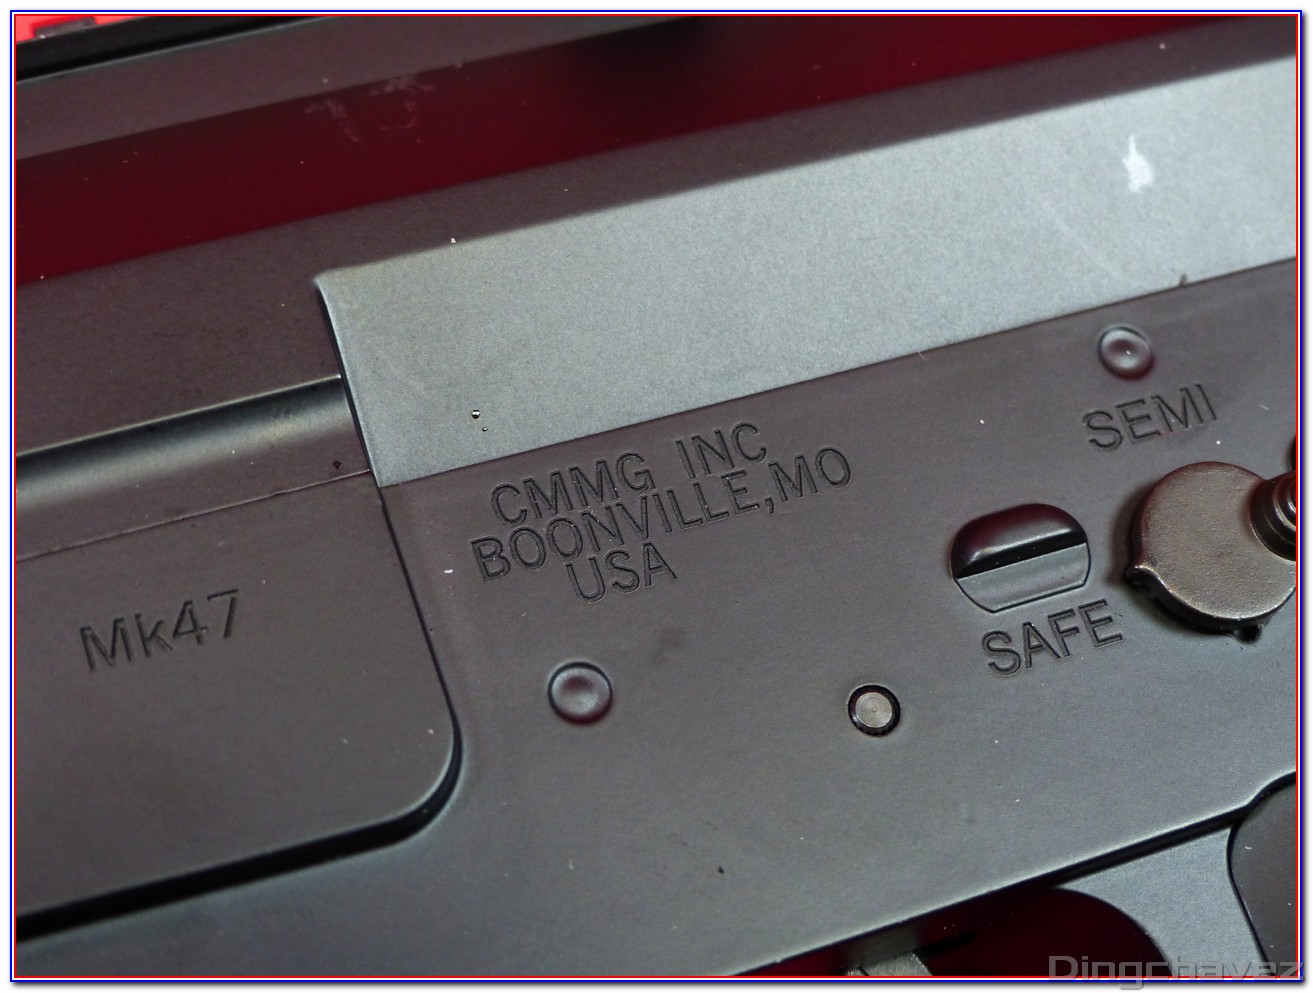 SEMI
CMMG INC
BOONVILLE,MO
USA
Mk47
SAFE
Dingchavez